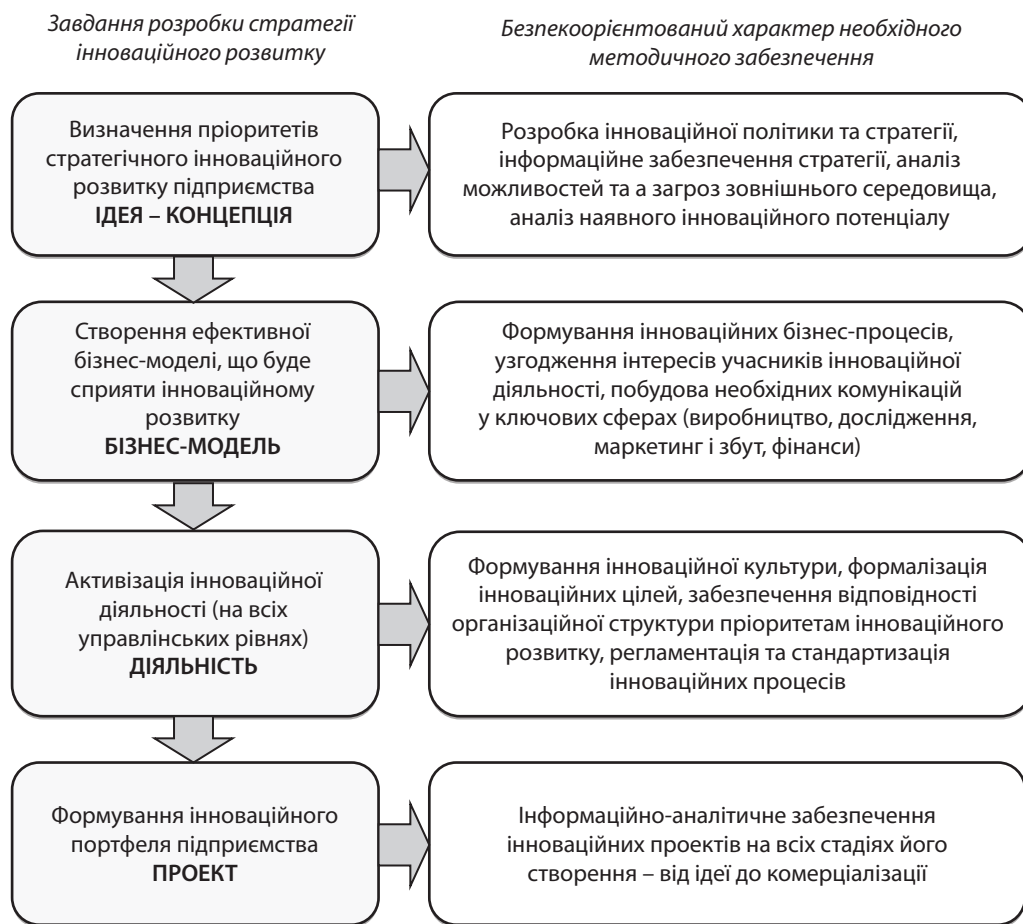 Завдання розробки стратегії
інноваційного розвитку
Безпекоорієнтований характер необхідного
методичного забезпечення
Визначення пріоритетів
стратегічного інноваційного
розвитку підприємства
ІДЕЯ – КОНЦЕПЦІЯ
Розробка інноваційної політики та стратегії,
інформаційне забезпечення стратегії, аналіз
можливостей та а загроз зовнішнього середовища,
аналіз наявного інноваційного потенціалу
Створення ефективної
бізнес-моделі, що буде
сприяти інноваційному
розвитку
БІЗНЕС-МОДЕЛЬ
Формування інноваційних бізнес-процесів,
узгодження інтересів учасників інноваційної
діяльності, побудова необхідних комунікацій
у ключових сферах (виробництво, дослідження,
маркетинг і збут, фінанси)
Активізація інноваційної
діяльності (на всіх
управлінських рівнях)
ДІЯЛЬНІСТЬ
Формування інноваційної культури, формалізація
інноваційних цілей, забезпечення відповідності
організаційної структури пріоритетам інноваційного
розвитку, регламентація та стандартизація
інноваційних процесів
Формування інноваційного
портфеля підприємства
ПРОЕКТ
Інформаційно-аналітичне забезпечення
інноваційних проектів на всіх стадіях його
створення – від ідеї до комерціалізації